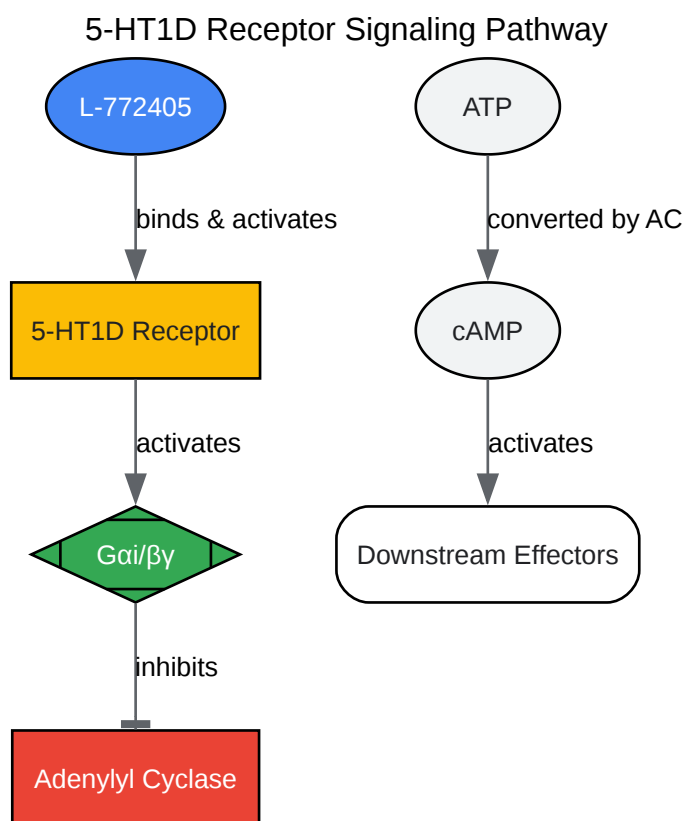 5-HT1D Receptor Signaling Pathway
L-772405
ATP
binds & activates
converted by AC
5-HT1D Receptor
cAMP
activates
activates
Gαi/βγ
Downstream Effectors
inhibits
Adenylyl Cyclase